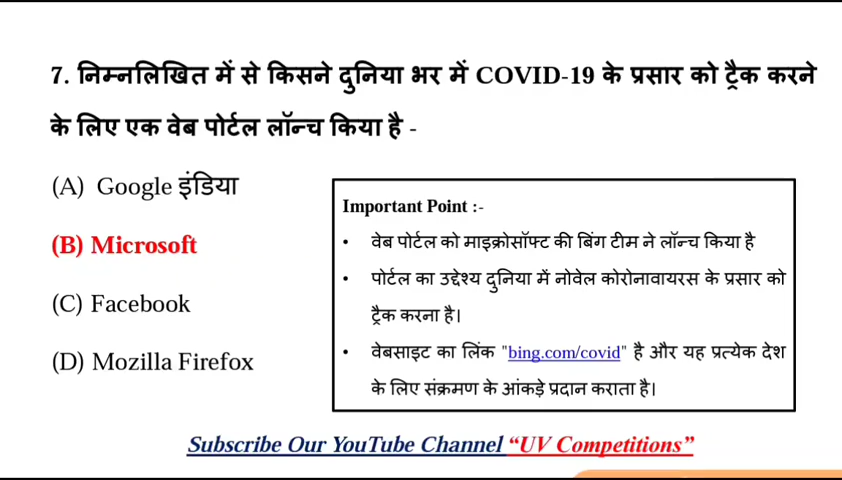 7. निम्नलिखित में से किसने दुनिया भर में COVID-19 के प्रसार को ट्रैक करने
के लिए एक वेब पोर्टल लॉन्च किया है -
(A) Google इंडिया
(B) Microsoft
(C) Facebook
(D) Mozilla Firefox
Important Point :-
• वेब पोर्टल को माइक्रोसॉफ्ट की बिंग टीम ने लॉन्च किया है
• पोर्टल का उद्देश्य दुनिया में नोवेल कोरोनावायरस के प्रसार को
ट्रैक करना है।
• वेबसाइट का लिंक "bing.com/covid" है और यह प्रत्येक देश
के लिए संक्रमण के आंकड़े प्रदान कराता है।
Subscribe Our YouTube Channel “UV Competitions”